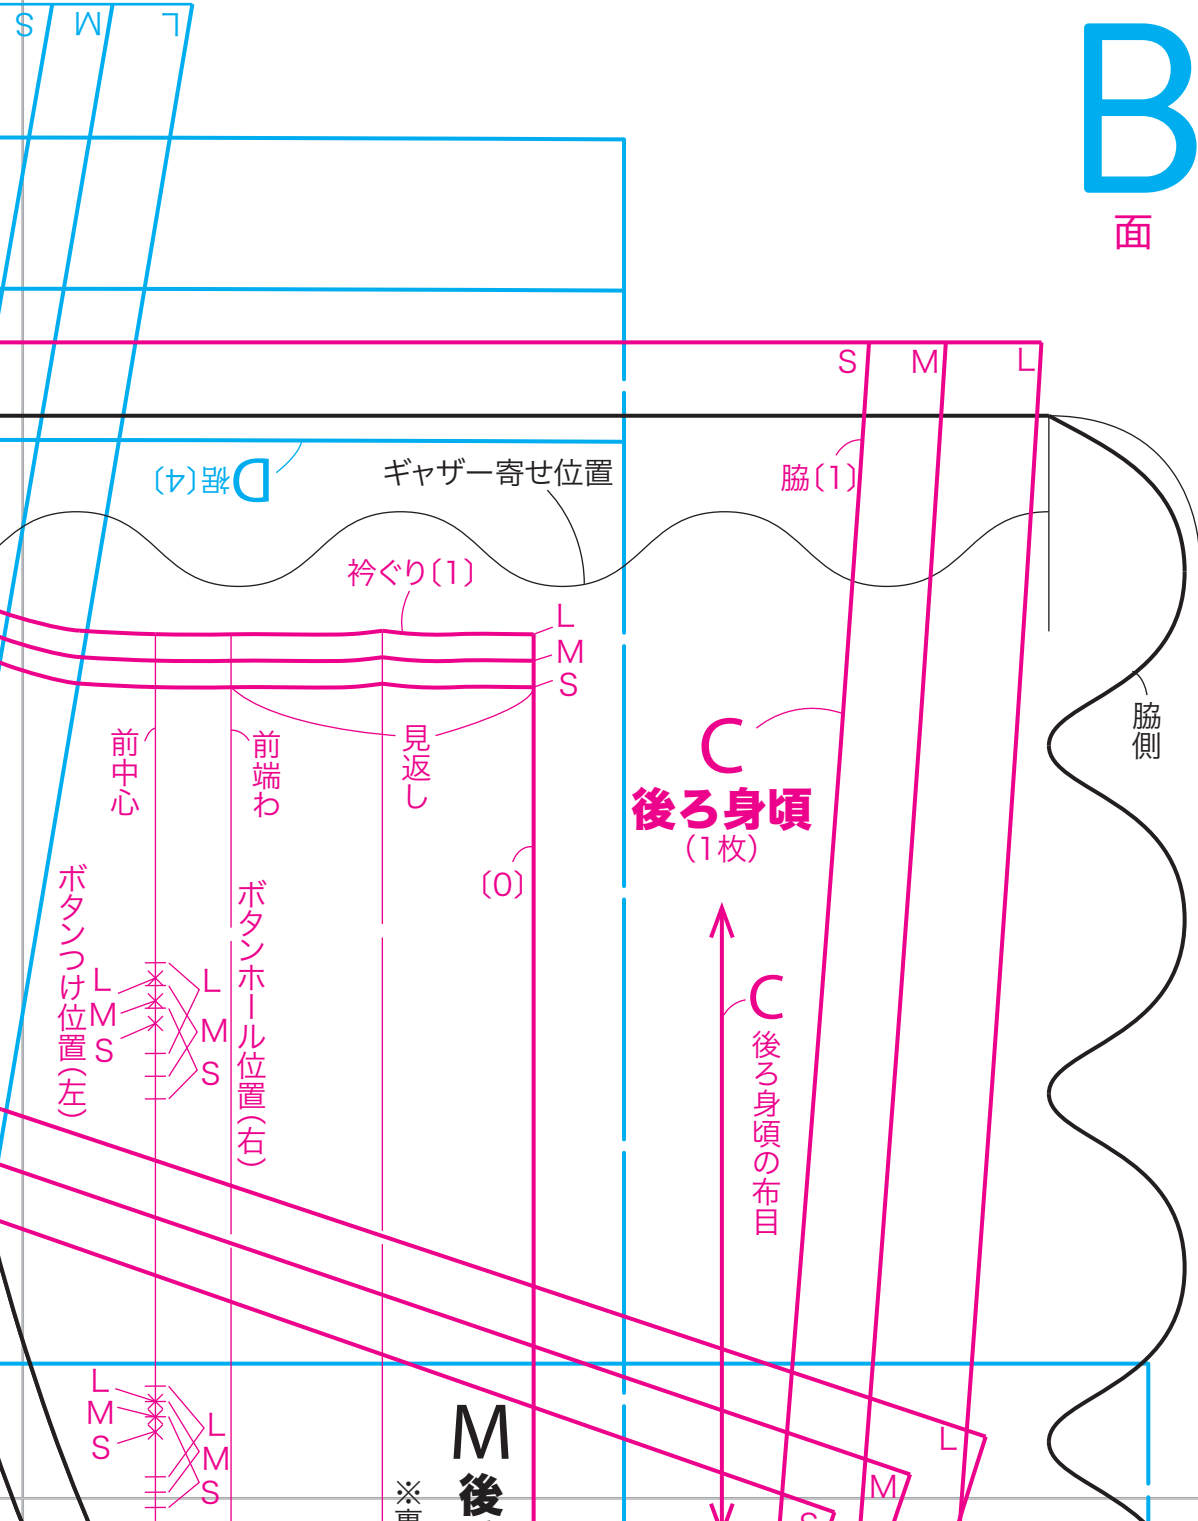 S
M
L
B
面
S
M
L
D裾〔4〕
ギャザー寄せ位置
脇〔1〕
衿ぐり〔1〕
L
M
S
C
後ろ身頃
(1枚)
脇側
前中心
前端わ
見返し
〔0〕
ボタンつけ位置(左)
L
M
S
L
M
S
ボタンホール位置(右)
C
後ろ身頃の布目
L
M
S
L
M
S
M
後
※
L
M
S